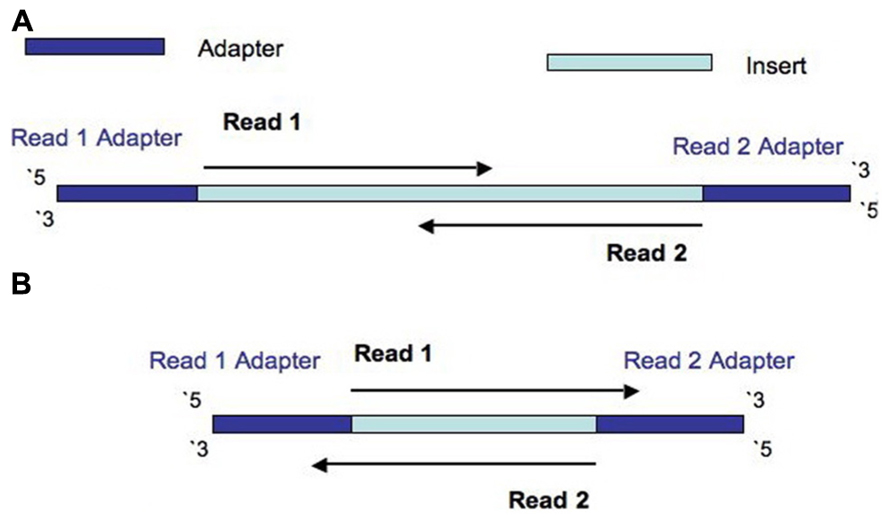 A
Adapter
Insert
Read 1
Read 1 Adapter
Read 2 Adapter
`5
`3
`3
`5
Read 2
B
Read 1 Adapter
Read 1
Read 2 Adapter
`5
`3
`3
`5
Read 2